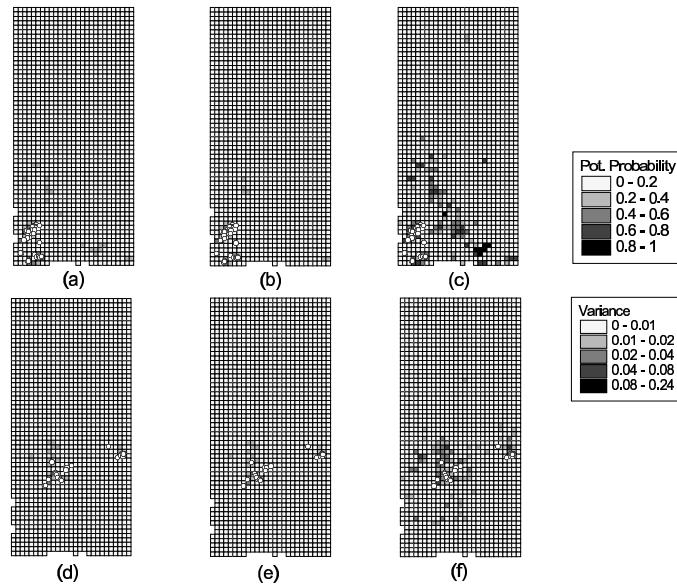 (a)
(b)
(c)
Pot. Probability
0 - 0.2
0.2 - 0.4
0.4 - 0.6
0.6 - 0.8
0.8 - 1
Variance
0 - 0.01
0.01 - 0.02
0.02 - 0.04
0.04 - 0.08
0.08 - 0.24
(d)
(e)
(f)